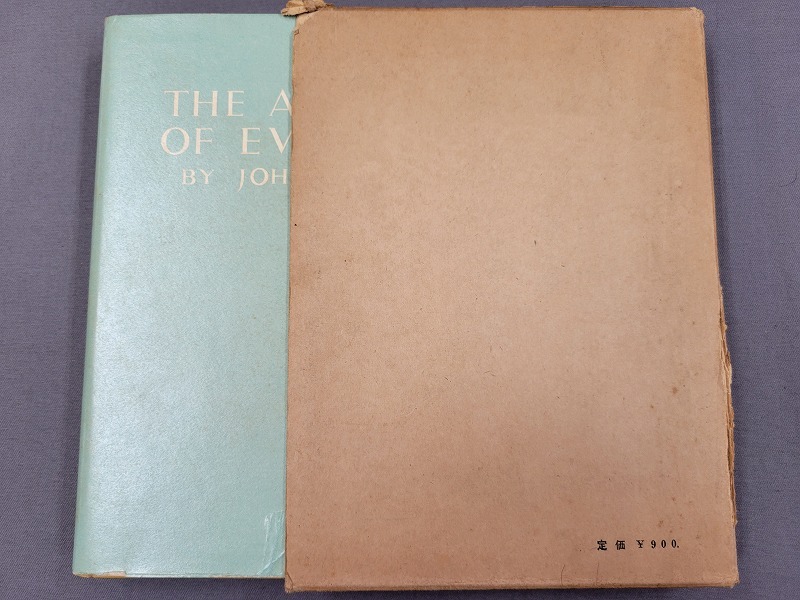 THE A
OF EV
BY JOH
定価 ¥900.